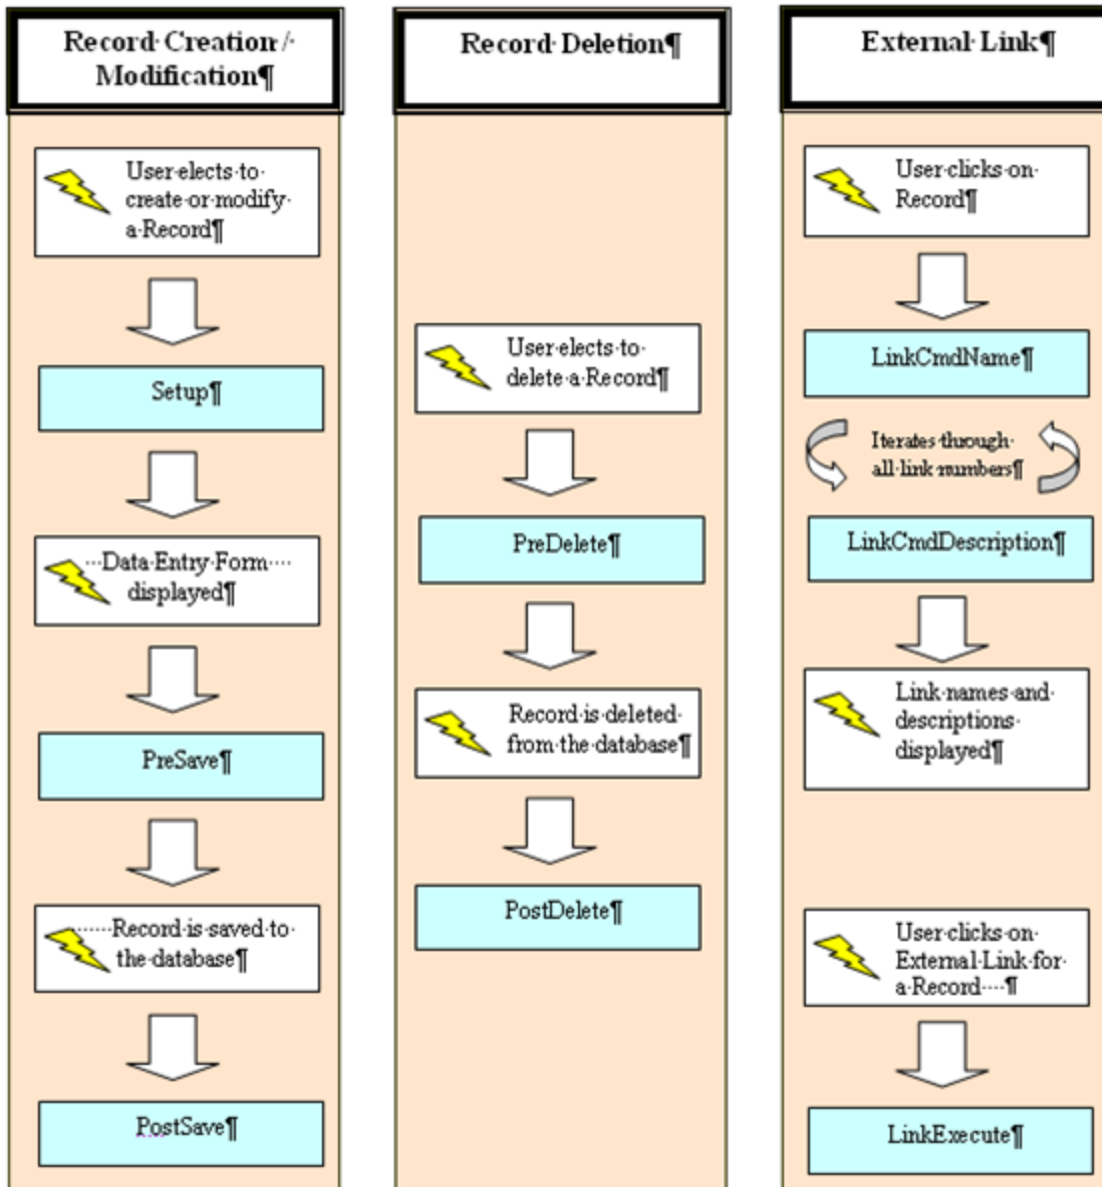 Record Creation /
Modification¶
User elects to
create or modify
a Record¶
Setup¶
Data Entry Form
displayed¶
PreSave¶
Record is saved to
the database¶
PostSave¶
Record Deletion¶
User elects to
delete a Record¶
PreDelete¶
Record is deleted
from the database¶
PostDelete¶
External Link¶
User clicks on
Record¶
LinkCmdName¶
Iterates through
all link numbers¶
LinkCmdDescription¶
Link names and
descriptions
displayed¶
User clicks on
External Link for
a Record ¶
LinkExecute¶